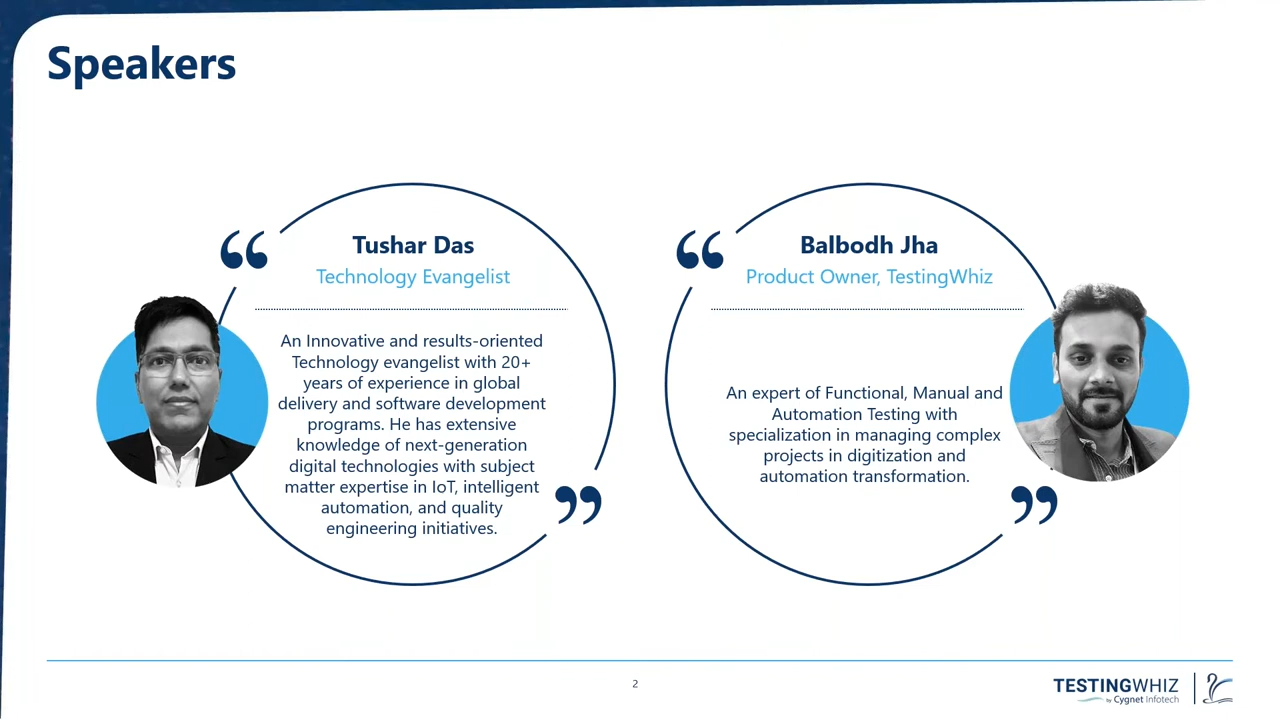 Speakers
“
Tushar Das
Technology Evangelist
An Innovative and results-oriented
Technology evangelist with 20+
years of experience in global
delivery and software development
programs. He has extensive
knowledge of next-generation
digital technologies with subject
matter expertise in IoT, intelligent
automation, and quality
engineering initiatives.
”
“
Balbodh Jha
Product Owner, TestingWhiz
An expert of Functional, Manual and
Automation Testing with
specialization in managing complex
projects in digitization and
automation transformation.
”
2
TESTINGWHIZ
by Cygnet Infotech